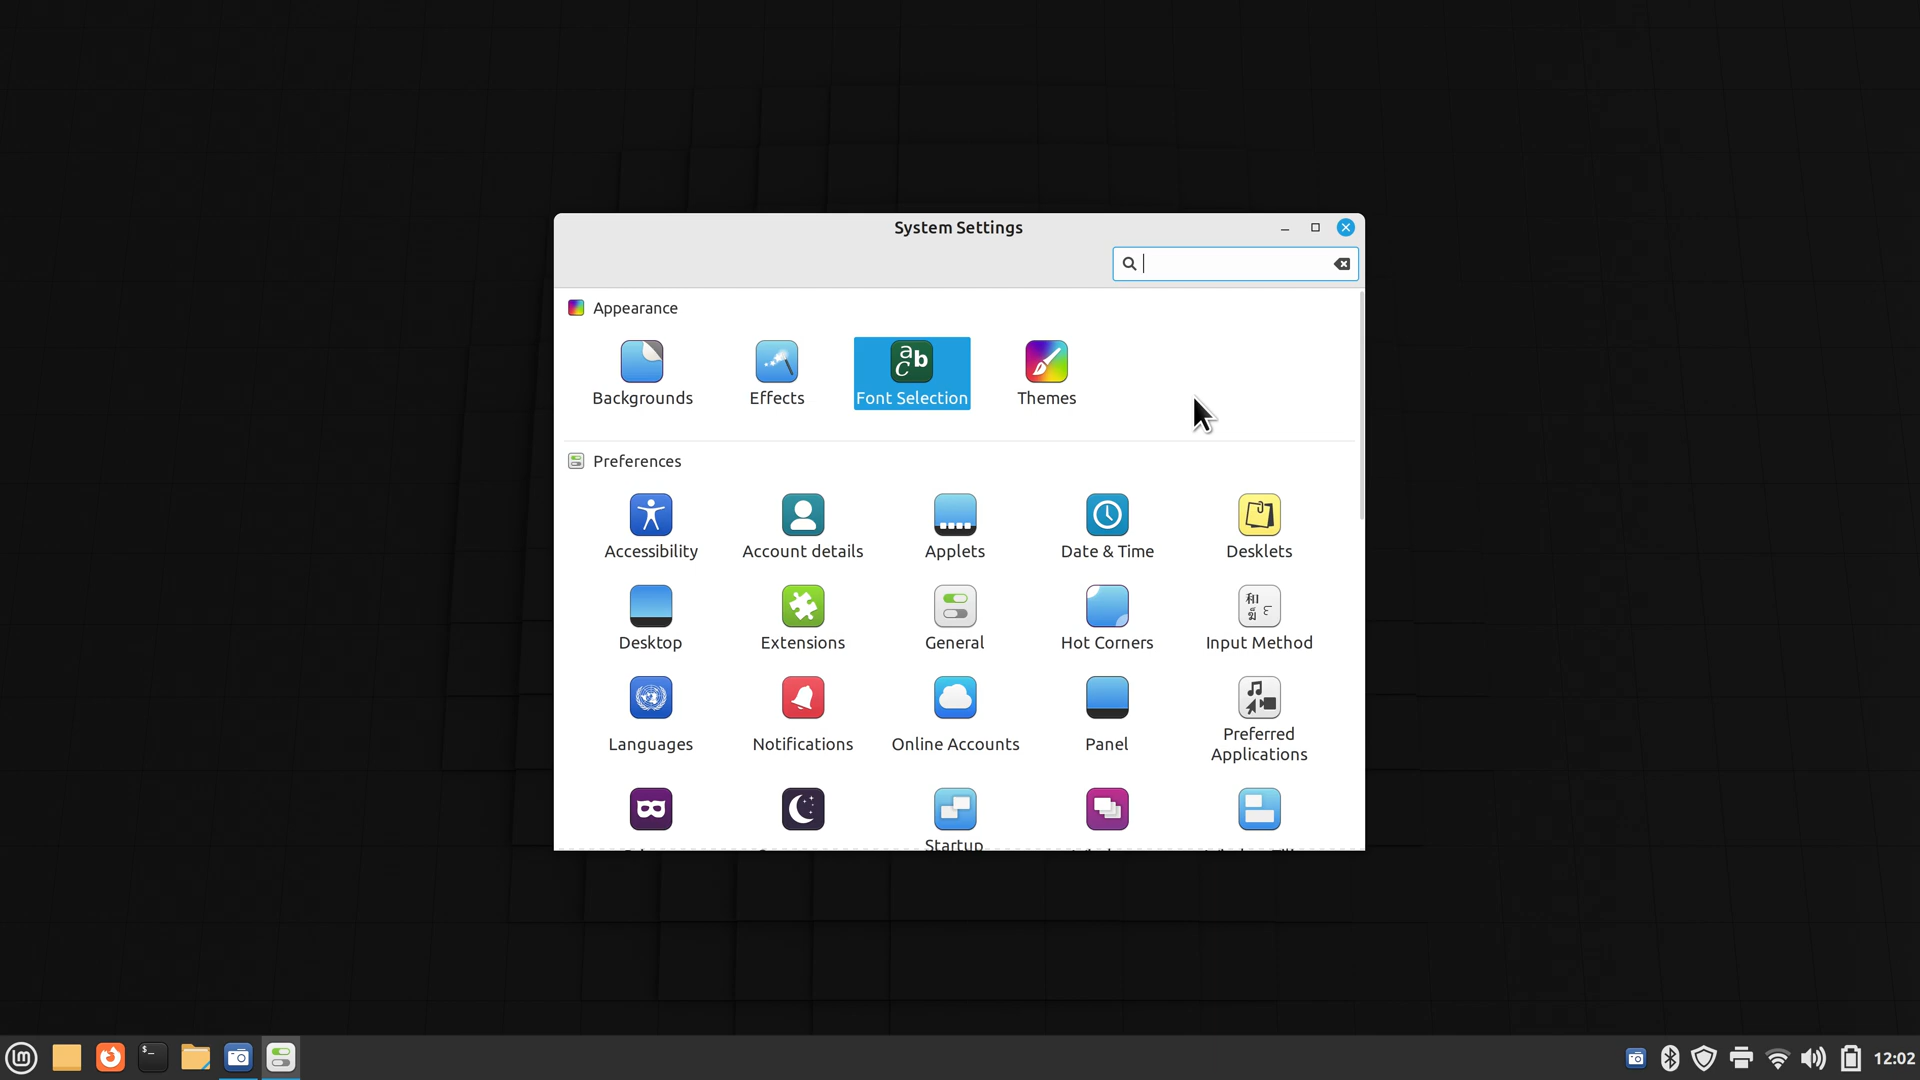 System Settings
Appearance
Backgrounds
Effects
Font Selection
Themes
Preferences
Accessibility
Account details
Applets
Date & Time
Desklets
Desktop
Extensions
General
Hot Corners
Input Method
Languages
Notifications
Online Accounts
Panel
Preferred
Applications
Startup
12:02